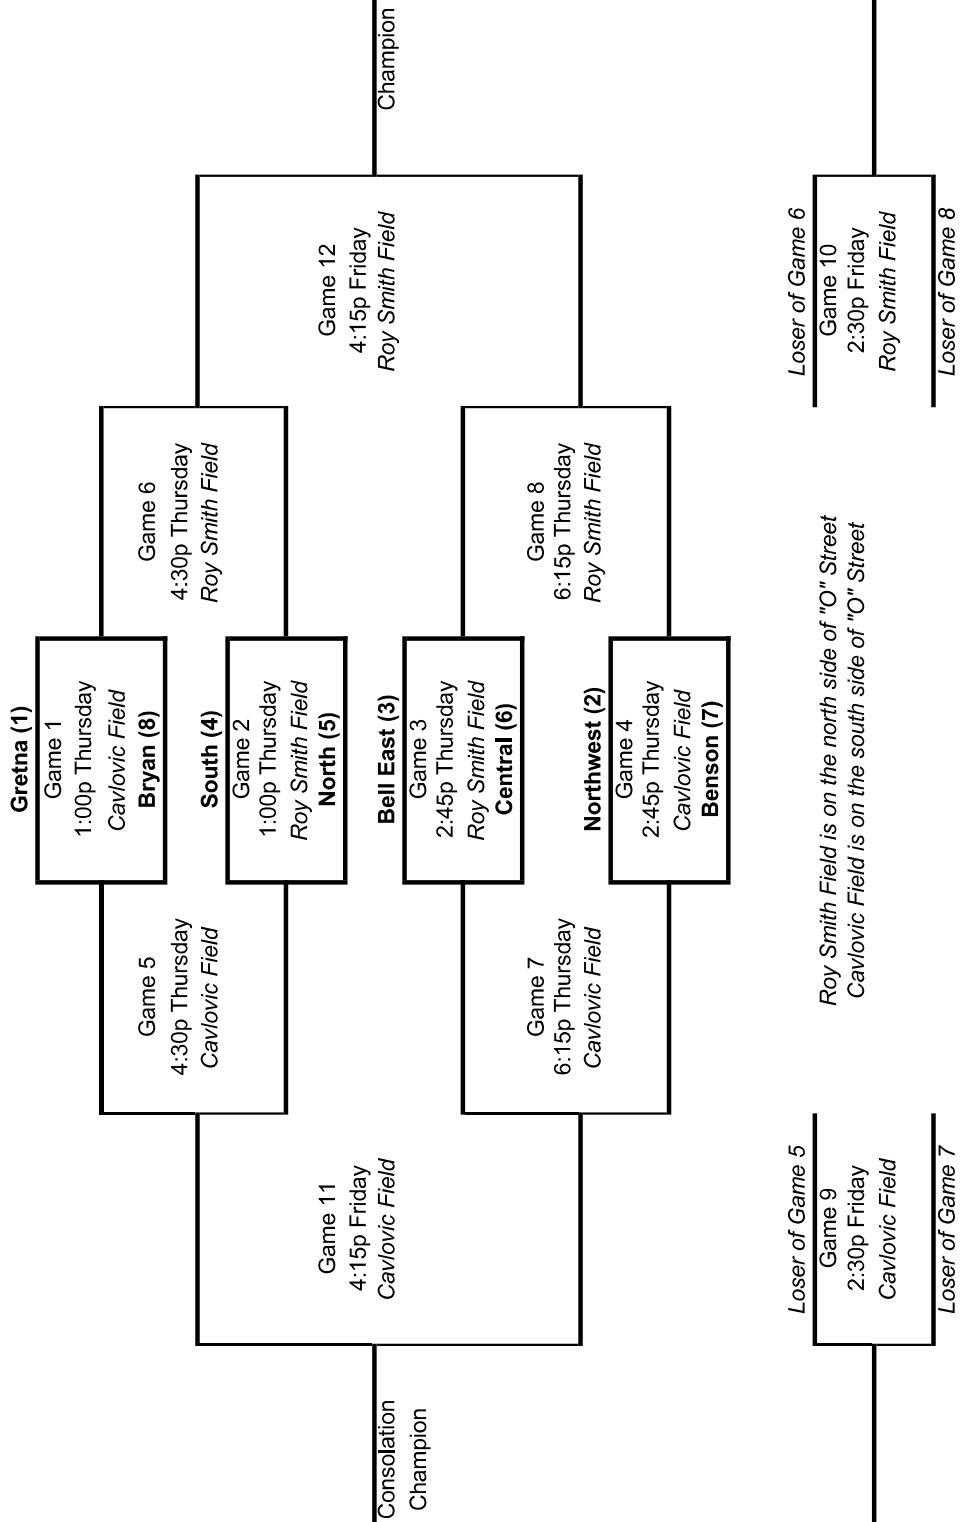 Gretna (1)
Game 1
1:00p Thursday
Cavlovic Field
Bryan (8)
Game 5
4:30p Thursday
Cavlovic Field
Game 6
4:30p Thursday
Roy Smith Field
South (4)
Game 2
1:00p Thursday
Roy Smith Field
North (5)
Game 11
4:15p Friday
Cavlovic Field
Game 12
4:15p Friday
Roy Smith Field
Consolation
Champion
Champion
Bell East (3)
Game 3
2:45p Thursday
Roy Smith Field
Central (6)
Game 7
6:15p Thursday
Cavlovic Field
Game 8
6:15p Thursday
Roy Smith Field
Northwest (2)
Game 4
2:45p Thursday
Cavlovic Field
Benson (7)
Loser of Game 5
Game 9
2:30p Friday
Cavlovic Field
Loser of Game 7
Roy Smith Field is on the north side of "O" Street
Cavlovic Field is on the south side of "O" Street
Loser of Game 6
Game 10
2:30p Friday
Roy Smith Field
Loser of Game 8